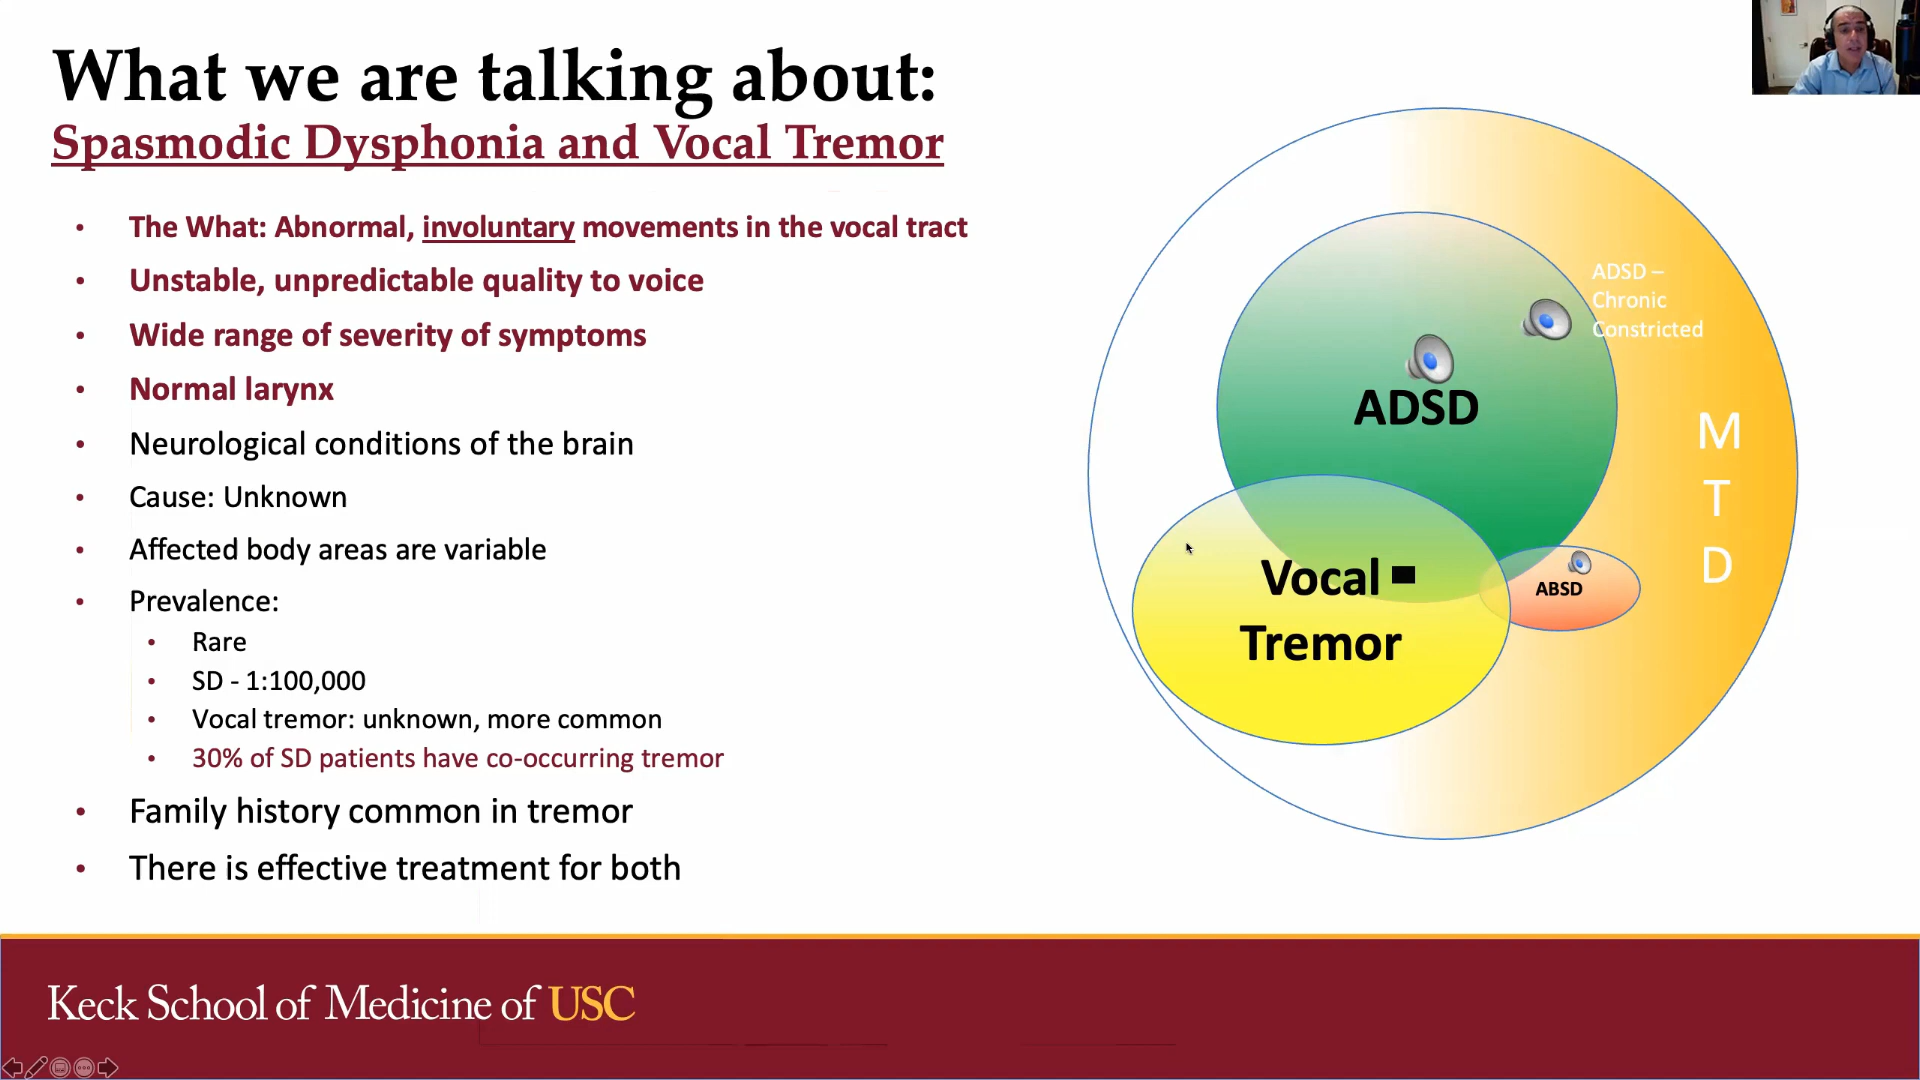 What we are talking about:
Spasmodic Dysphonia and Vocal Tremor
• The What: Abnormal, involuntary movements in the vocal tract
• Unstable, unpredictable quality to voice
• Wide range of severity of symptoms
• Normal larynx
• Neurological conditions of the brain
• Cause: Unknown
• Affected body areas are variable
• Prevalence:
• Rare
• SD - 1:100,000
• Vocal tremor: unknown, more common
• 30% of SD patients have co-occurring tremor
• Family history common in tremor
• There is effective treatment for both
ADSD –
Chronic
Constricted
ADSD
M
T
D
Vocal
Tremor
ABSD
Keck School of Medicine of USC